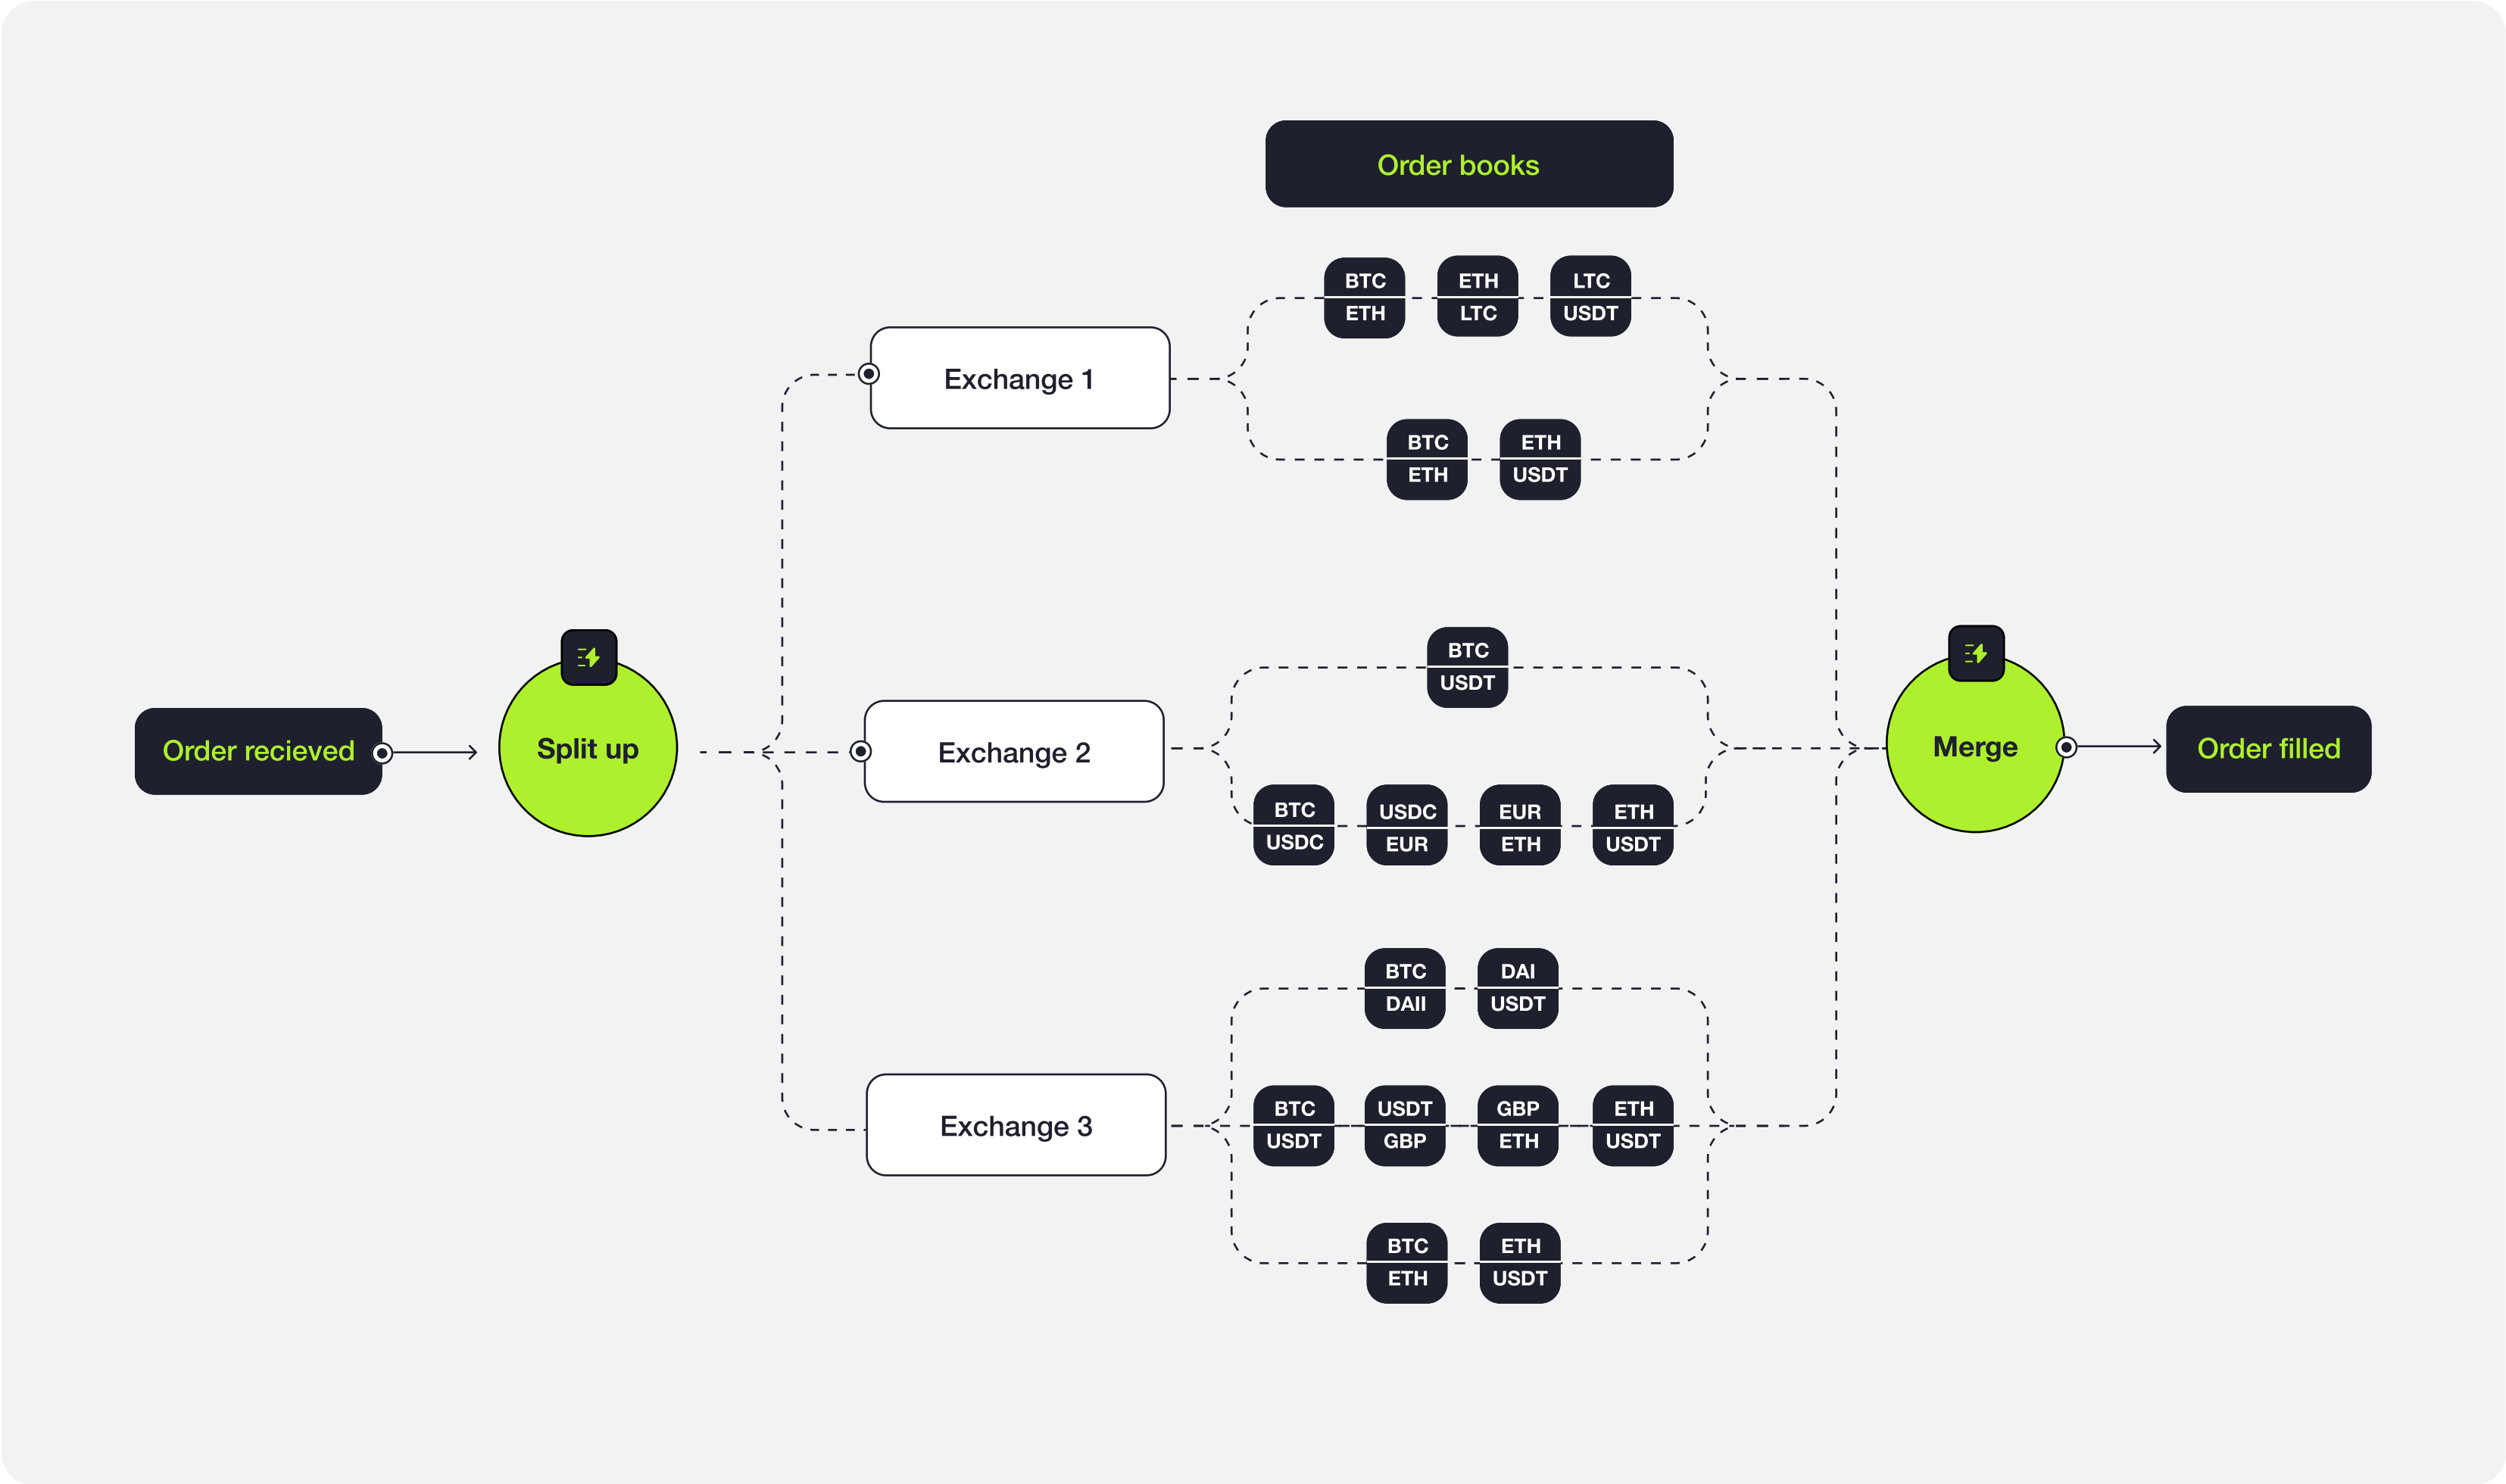 Order books
BTC
ETH
ETH
LTC
LTC
USDT
Exchange 1
BTC
ETH
ETH
USDT
Order recieved
Split up
Exchange 2
BTC
USDT
BTC
USDC
USDC
EUR
EUR
ETH
ETH
USDT
Merge
Order filled
Exchange 3
BTC
DAII
DAI
USDT
BTC
USDT
USDT
GBP
GBP
ETH
ETH
USDT
BTC
ETH
ETH
USDT